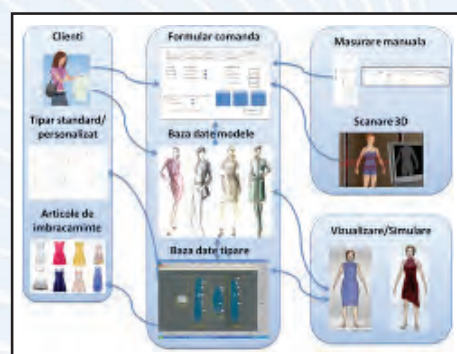 Clienti
Tipar standard/
personalizat
Articole de
imbracaminte
Formular comanda
Baza date modele
Baza date tipare
Masurare manuala
Scanare 3D
Vizualizare/Simulare